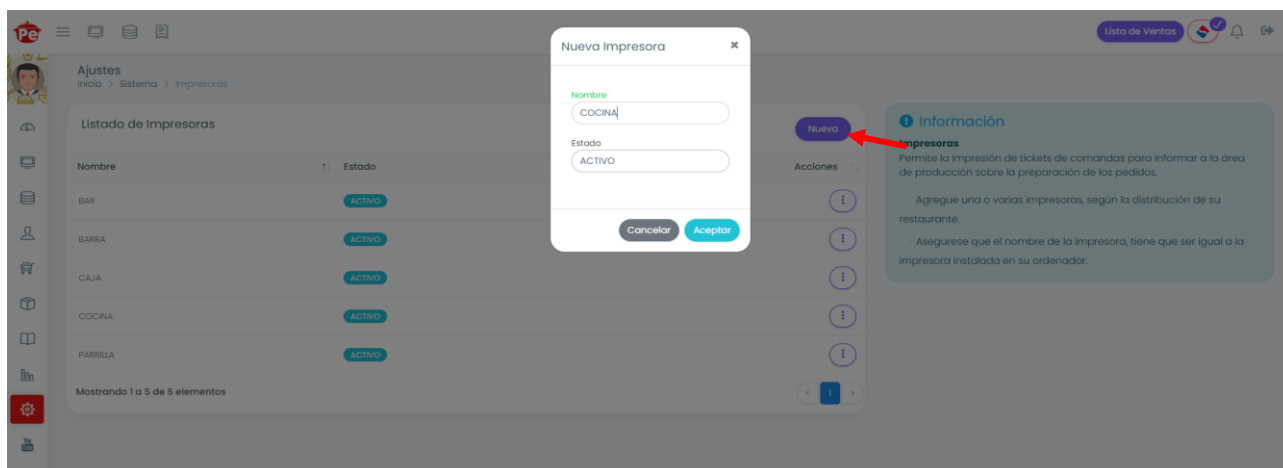 Pe
Lista de Ventas
Ajustes
Inicio > Sistema > Impresoras
Nueva Impresora
Nombre
COCINA
Estado
ACTIVO
Cancelar
Aceptar
Listado de Impresoras
Nueva
Nombre
Estado
Acciones
BAR
ACTIVO
BARRA
ACTIVO
CAJA
ACTIVO
COCINA
ACTIVO
PARRILLA
ACTIVO
Mostrando 1 a 5 de 5 elementos
< 1 >
Información
Impresoras
Permite la impresión de tickets de comandas para informar a la área
de producción sobre la preparación de los pedidos.
Agregue una o varias impresoras, según la distribución de su
restaurante.
Asegurese que el nombre de la impresora, tiene que ser igual a la
impresora instalada en su ordenador.